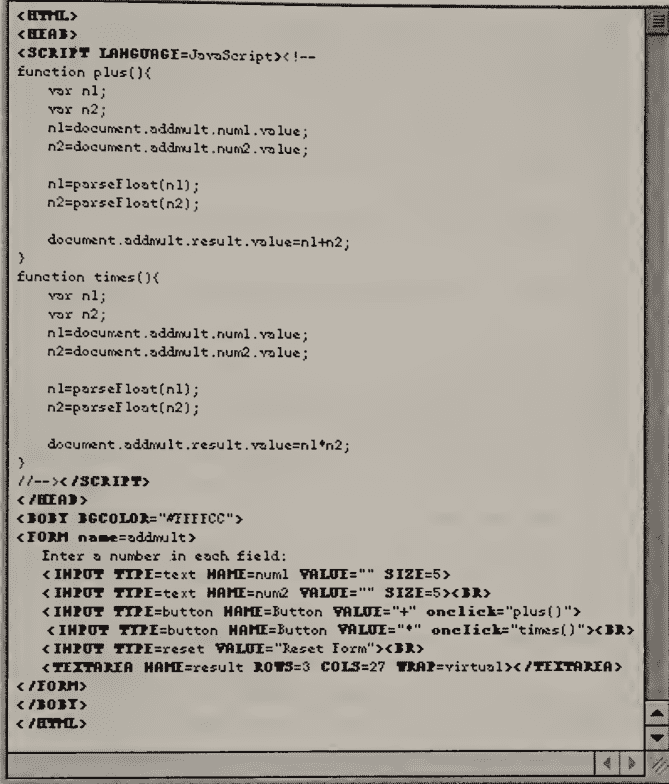 <HTML>
<HEAD>
<SCRIPT LANGUAGE=JavaScript><!--
function plus(){
var n1;
var n2;
n1=document.addmult.num1.value;
n2=document.addmult.num2.value;
n1=parseFloat(n1);
n2=parseFloat(n2);
document.addmult.result.value=n1+n2;
}
function times(){
var n1;
var n2;
n1=document.addmult.num1.value;
n2=document.addmult.num2.value;
n1=parseFloat(n1);
n2=parseFloat(n2);
document.addmult.result.value=n1*n2;
}
//--></SCRIPT>
</HEAD>
<BODY BGCOLOR="#FFFFCC">
<FORM name=addmult>
Enter a number in each field:
<INPUT TYPE=text NAME=num1 VALUE="" SIZE=5>
<INPUT TYPE=text NAME=num2 VALUE="" SIZE=5><BR>
<INPUT TYPE=button NAME=Button VALUE="+" onclick="plus()">
<INPUT TYPE=button NAME=Button VALUE="*" onclick="times()"><BR>
<INPUT TYPE=reset VALUE="Reset Form"><BR>
<TEXTAREA NAME=result ROWS=3 COLS=27 WRAP=virtual></TEXTAREA>
</FORM>
</BODY>
</HTML>